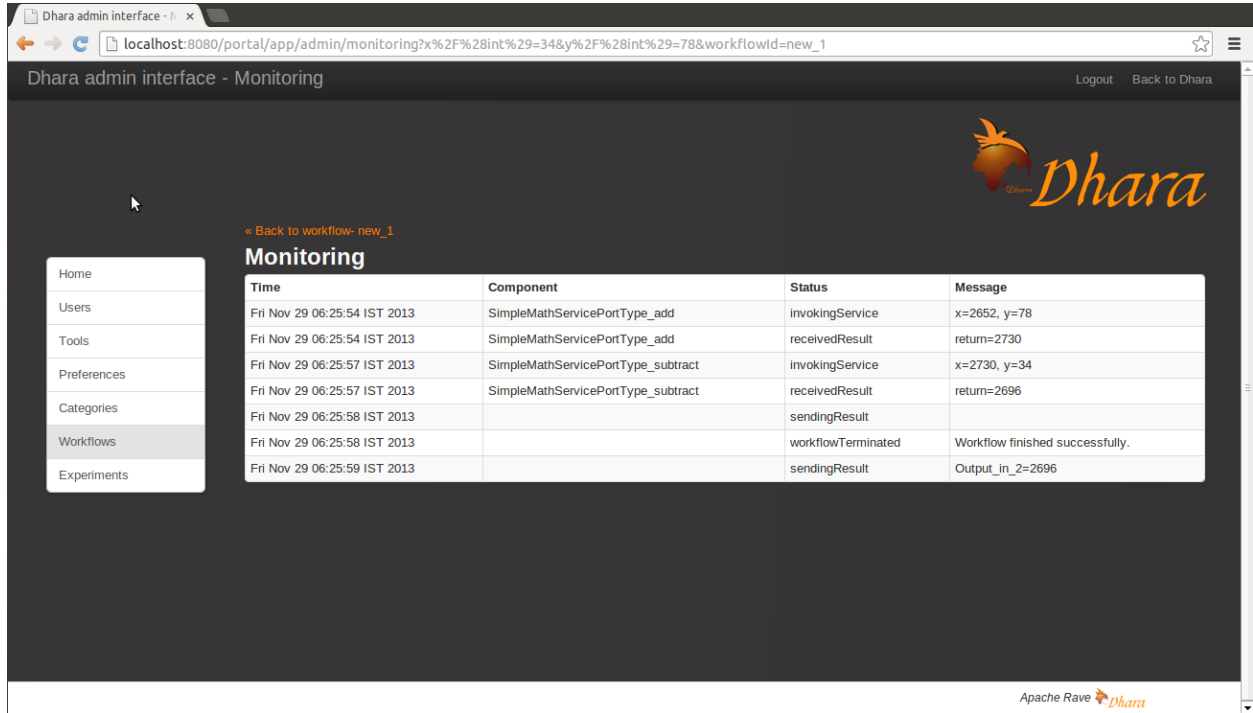 Dhara admin interface - M
localhost:8080/portal/app/admin/monitoring?x%2F%28int%29=34&y%2F%28int%29=78&workflowId=new_1
Dhara admin interface - Monitoring Logout Back to Dhara
Dhara
Dhara
« Back to workflow- new_1
Monitoring
Home
Users
Tools
Preferences
Categories
Workflows
Experiments
Time Component Status Message
Fri Nov 29 06:25:54 IST 2013 SimpleMathServicePortType_add invokingService x=2652, y=78
Fri Nov 29 06:25:54 IST 2013 SimpleMathServicePortType_add receivedResult return=2730
Fri Nov 29 06:25:57 IST 2013 SimpleMathServicePortType_subtract invokingService x=2730, y=34
Fri Nov 29 06:25:57 IST 2013 SimpleMathServicePortType_subtract receivedResult return=2696
Fri Nov 29 06:25:58 IST 2013 sendingResult
Fri Nov 29 06:25:58 IST 2013 workflowTerminated Workflow finished successfully.
Fri Nov 29 06:25:59 IST 2013 sendingResult Output_in_2=2696
Apache Rave Dhara